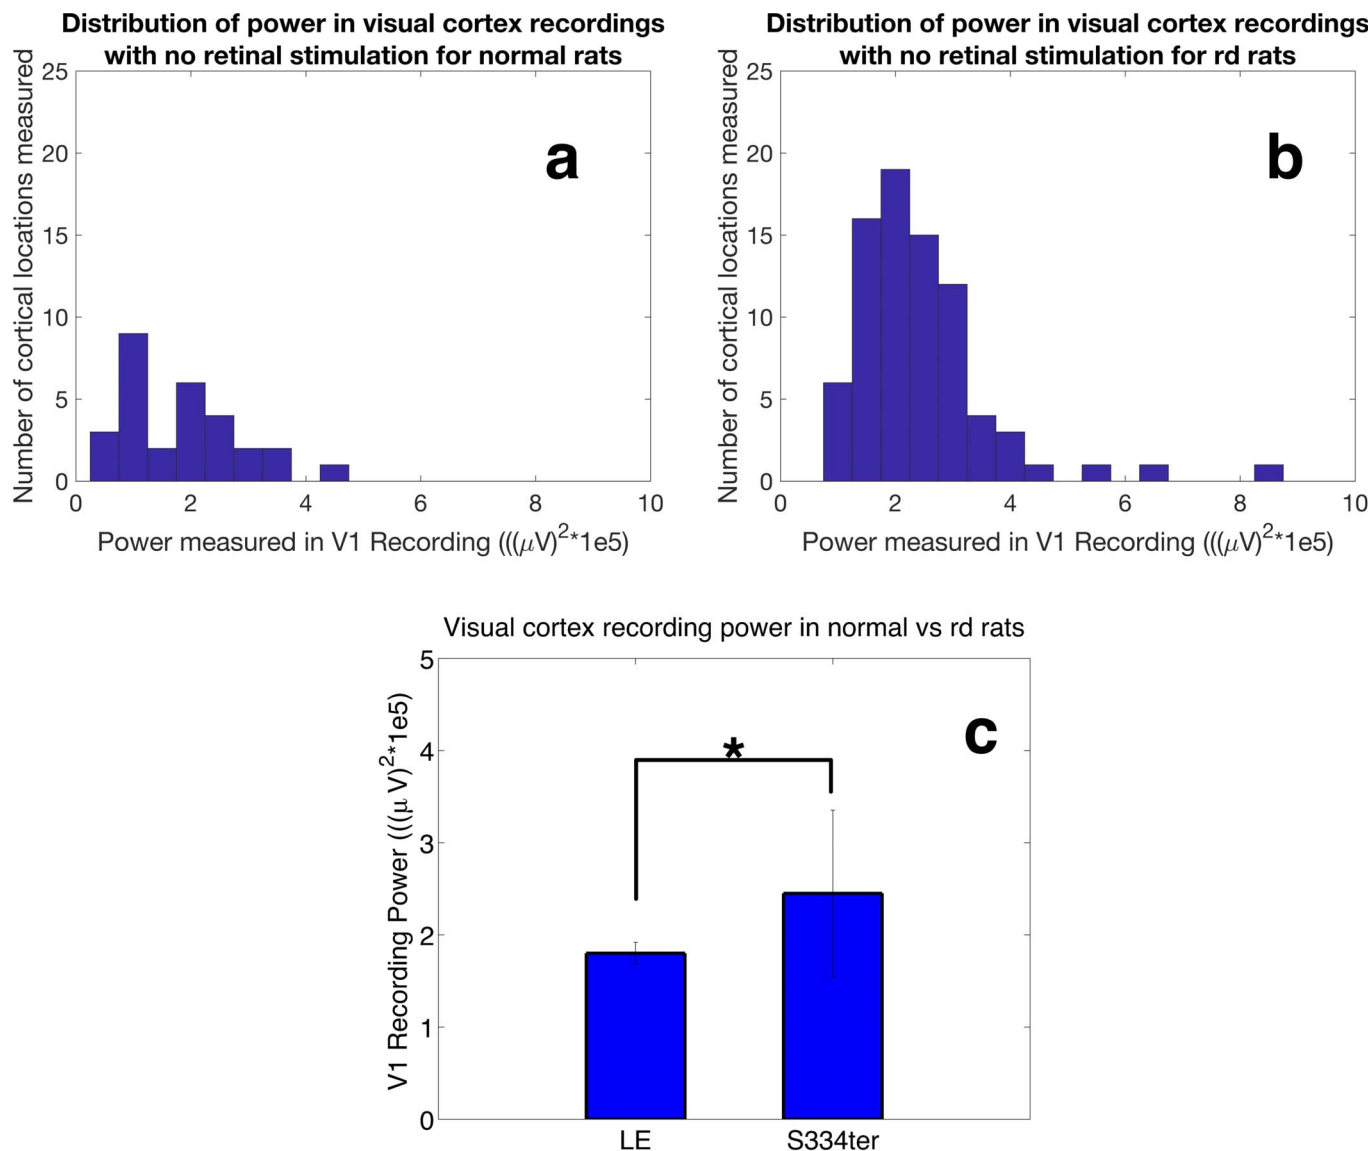 Distribution of power in visual cortex recordings
with no retinal stimulation for normal rats
25
20
15
10
5
0
0 2 4 6 8 10
Number of cortical locations measured
Power measured in V1 Recording (((μV)²*1e5)
a
Distribution of power in visual cortex recordings
with no retinal stimulation for rd rats
25
20
15
10
5
0
0 2 4 6 8 10
Number of cortical locations measured
Power measured in V1 Recording (((μV)²*1e5)
b
Visual cortex recording power in normal vs rd rats
5
4
3
2
1
0
V1 Recording Power (((μ V)²*1e5)
*
c
LE S334ter